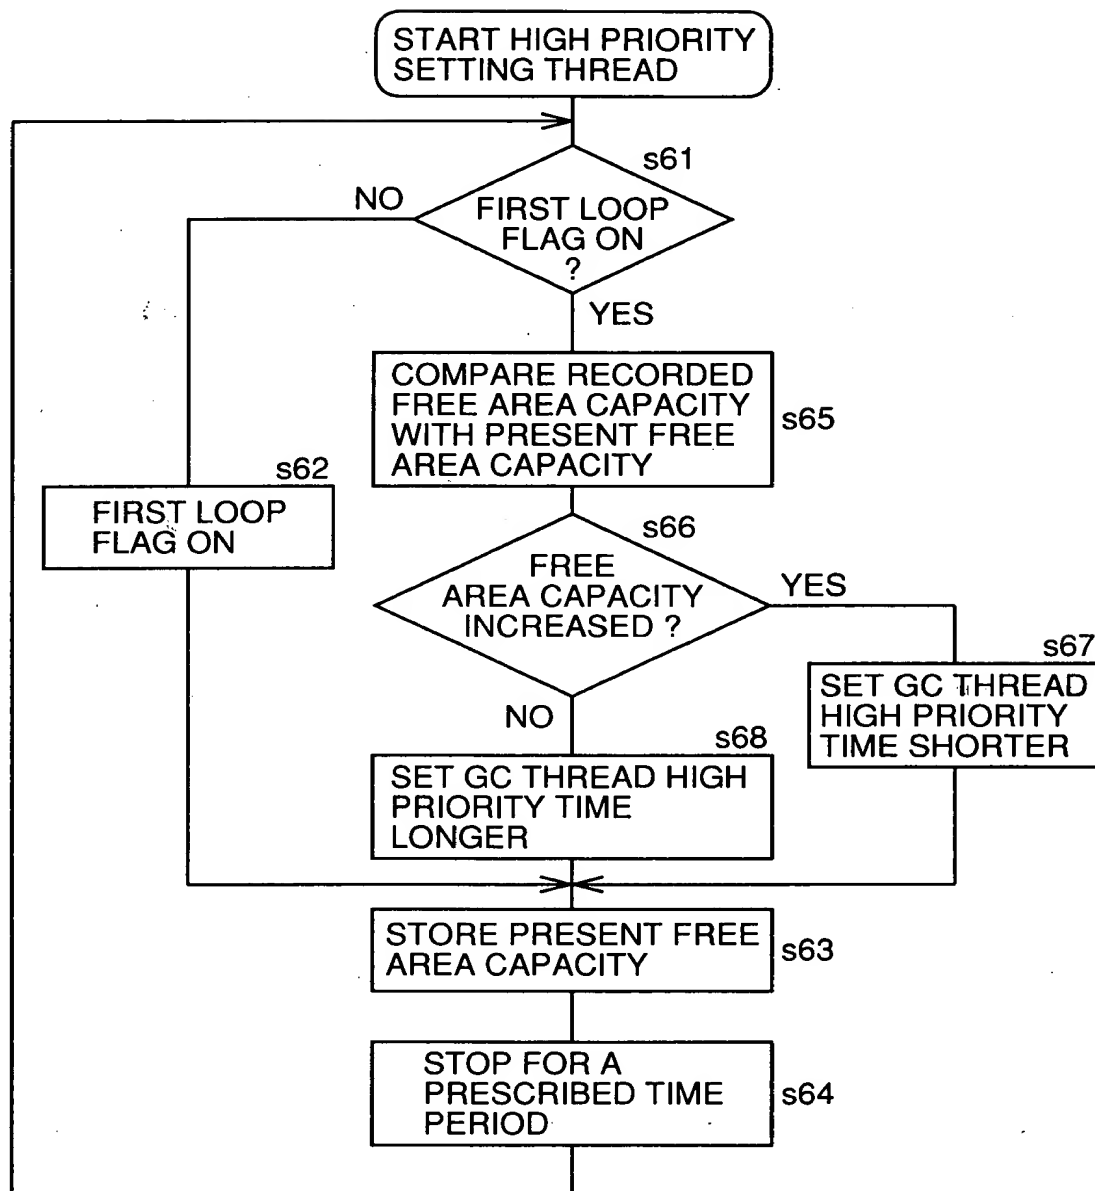 START HIGH PRIORITY
SETTING THREAD
s61
NO
FIRST LOOP
FLAG ON
?
YES
COMPARE RECORDED
FREE AREA CAPACITY
WITH PRESENT FREE
AREA CAPACITY
s65
s62
FIRST LOOP
FLAG ON
s66
FREE
AREA CAPACITY
INCREASED ?
YES
s67
SET GC THREAD
HIGH PRIORITY
TIME SHORTER
NO
s68
SET GC THREAD HIGH
PRIORITY TIME
LONGER
STORE PRESENT FREE
AREA CAPACITY
s63
STOP FOR A
PRESCRIBED TIME
PERIOD
s64